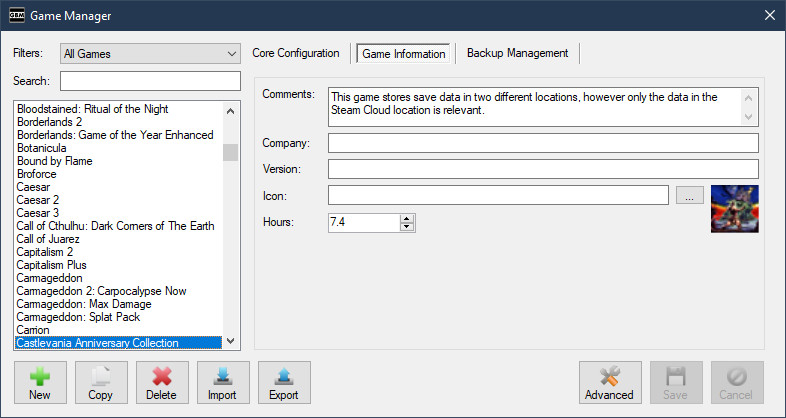 GBM Game Manager
Filters: All Games
Core Configuration Game Information Backup Management
Search:
Bloodstained: Ritual of the Night
Borderlands 2
Borderlands: Game of the Year Enhanced
Botanicula
Bound by Flame
Broforce
Caesar
Caesar 2
Caesar 3
Call of Cthulhu: Dark Corners of The Earth
Call of Juarez
Capitalism 2
Capitalism Plus
Carmageddon
Carmageddon 2: Carpocalypse Now
Carmageddon: Max Damage
Carmageddon: Splat Pack
Carrion
Castlevania Anniversary Collection
Comments: This game stores save data in two different locations, however only the data in the
Steam Cloud location is relevant.
Company:
Version:
Icon: ...
Hours: 7.4
New Copy Delete Import Export Advanced Save Cancel